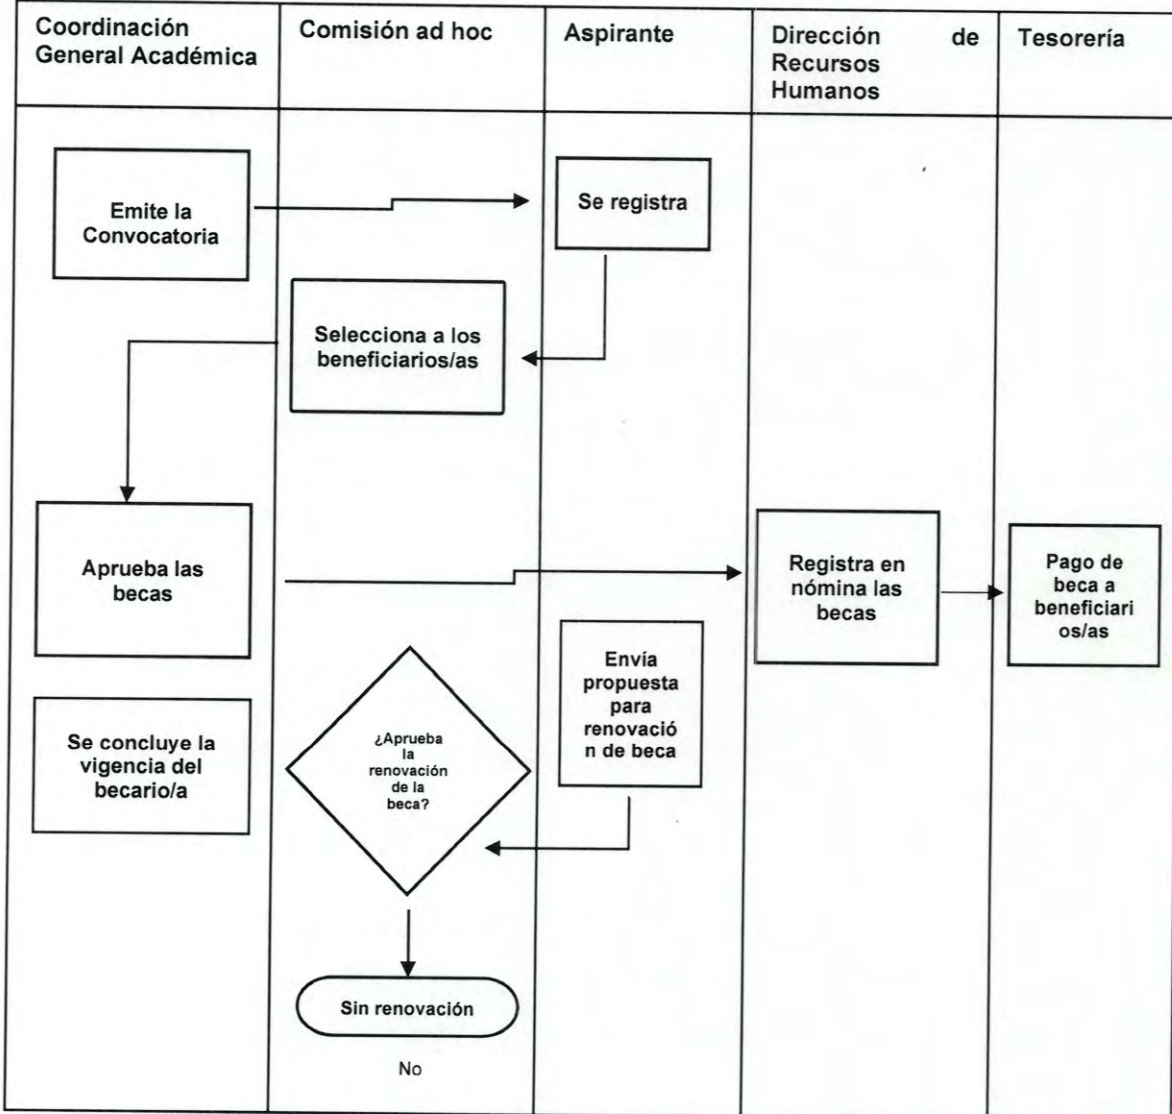 Coordinación
General Académica
Comisión ad hoc
Aspirante
Dirección de
Recursos
Humanos
Tesorería
Emite la
Convocatoria
Se registra
Selecciona a los
beneficiarios/as
Aprueba las
becas
Registra en
nómina las
becas
Pago de
beca a
beneficiari
os/as
Envía
propuesta
para
renovació
n de beca
¿Aprueba
la
renovación
de la
beca?
Se concluye la
vigencia del
becario/a
Sin renovación
No